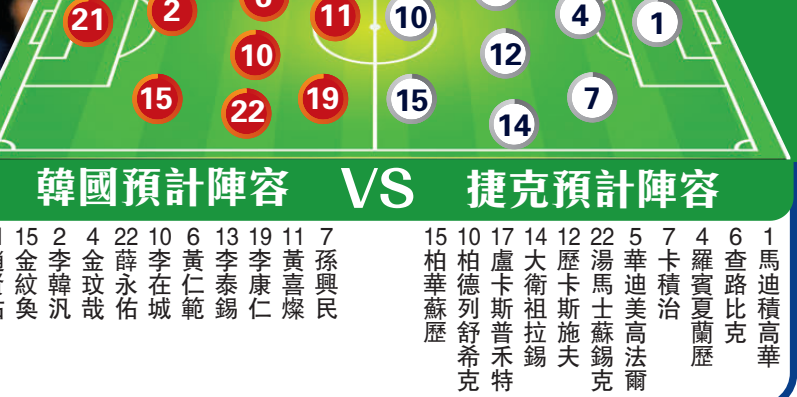 21
2
11
10
4
1
10
12
15
22
19
15
14
7
韓國預計陣容
VS
捷克預計陣容
7 孫興民
11 黃喜燦
19 李康仁
13 李泰錫
6 黃仁範
10 李在城
22 薛永佑
4 金玟哉
2 李韓汎
15 金紋奐
1 馬迪積高華
6 查路比克
4 羅賓夏蘭歷
7 卡積治
5 華迪美高法爾
22 湯馬士蘇錫克
12 歷卡斯施夫
14 大衛祖拉錫
17 盧卡斯普禾特
10 柏德列舒希克
15 柏華蘇歷